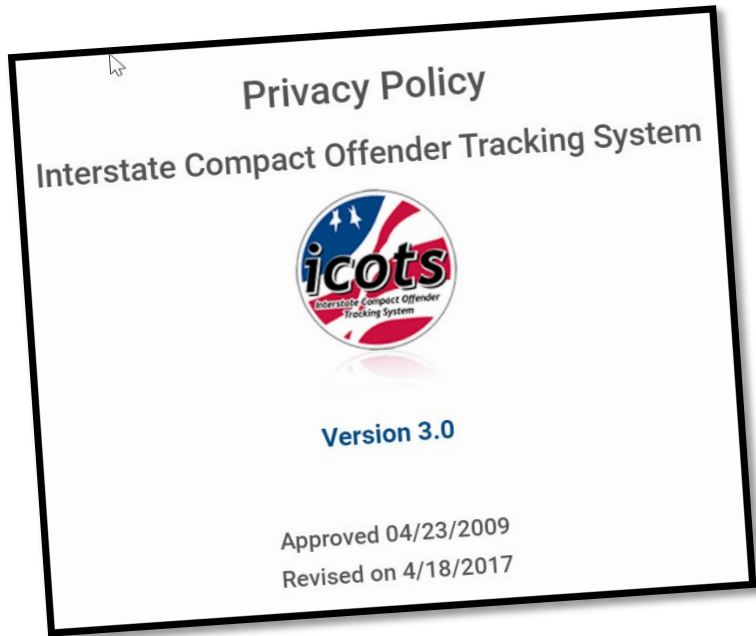 Privacy Policy
Interstate Compact Offender Tracking System
icots
Interstate Compact Offender
Tracking System
Version 3.0
Approved 04/23/2009
Revised on 4/18/2017